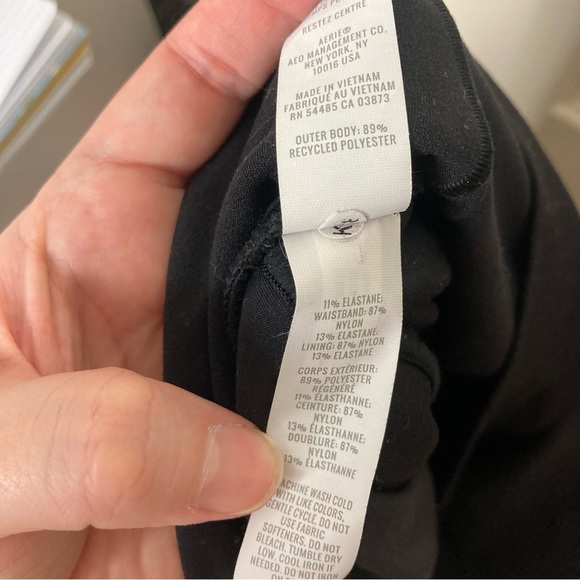 RESTEZ CENTRÉ
AERIE®
AEO MANAGEMENT CO.
NEW YORK, NY
10016 USA
MADE IN VIETNAM
FABRIQUÉ AU VIETNAM
RN 54485 CA 03873
OUTER BODY: 89%
RECYCLED POLYESTER
11% ELASTANE;
WAISTBAND: 87%
NYLON
13% ELASTANE;
LINING: 87% NYLON
13% ELASTANE
CORPS EXTÉRIEUR:
89% POLYESTER
RÉGÉNÉRÉ
11% ÉLASTHANNE;
CEINTURE: 87%
NYLON
13% ÉLASTHANNE;
DOUBLURE: 87%
NYLON
13% ÉLASTHANNE
MACHINE WASH COLD
WITH LIKE COLORS,
GENTLE CYCLE, DO NOT
USE FABRIC
SOFTENERS, DO NOT
BLEACH, TUMBLE DRY
LOW, COOL IRON IF
NEEDED, DO NOT IRON